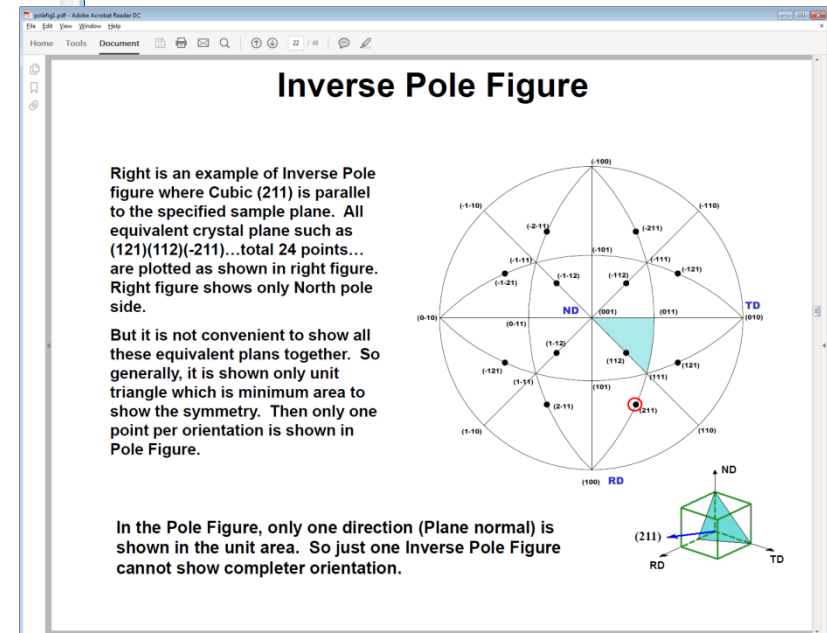 polefig1.pdf - Adobe Acrobat Reader DC
File Edit View Window Help
Home Tools Document 22 / 48
Inverse Pole Figure
Right is an example of Inverse Pole
figure where Cubic (211) is parallel
to the specified sample plane. All
equivalent crystal plane such as
(121)(112)(-211)…total 24 points…
are plotted as shown in right figure.
Right figure shows only North pole
side.
But it is not convenient to show all
these equivalent plans together. So
generally, it is shown only unit
triangle which is minimum area to
show the symmetry. Then only one
point per orientation is shown in
Pole Figure.
(-100)
(-1-10) (-110)
(-2-11) (-211)
(-101)
(-1-11) (-111)
(-1-21) (-1-12) (-112) (-121)
ND (001) (011) TD
(0-10) (0-11) (010)
(1-12)
(112)
(-121) (121)
(1-11) (101) (111)
(2-11) (211)
(1-10) (110)
(100) RD
In the Pole Figure, only one direction (Plane normal) is
shown in the unit area. So just one Inverse Pole Figure
cannot show completer orientation.
ND
(211)
RD TD